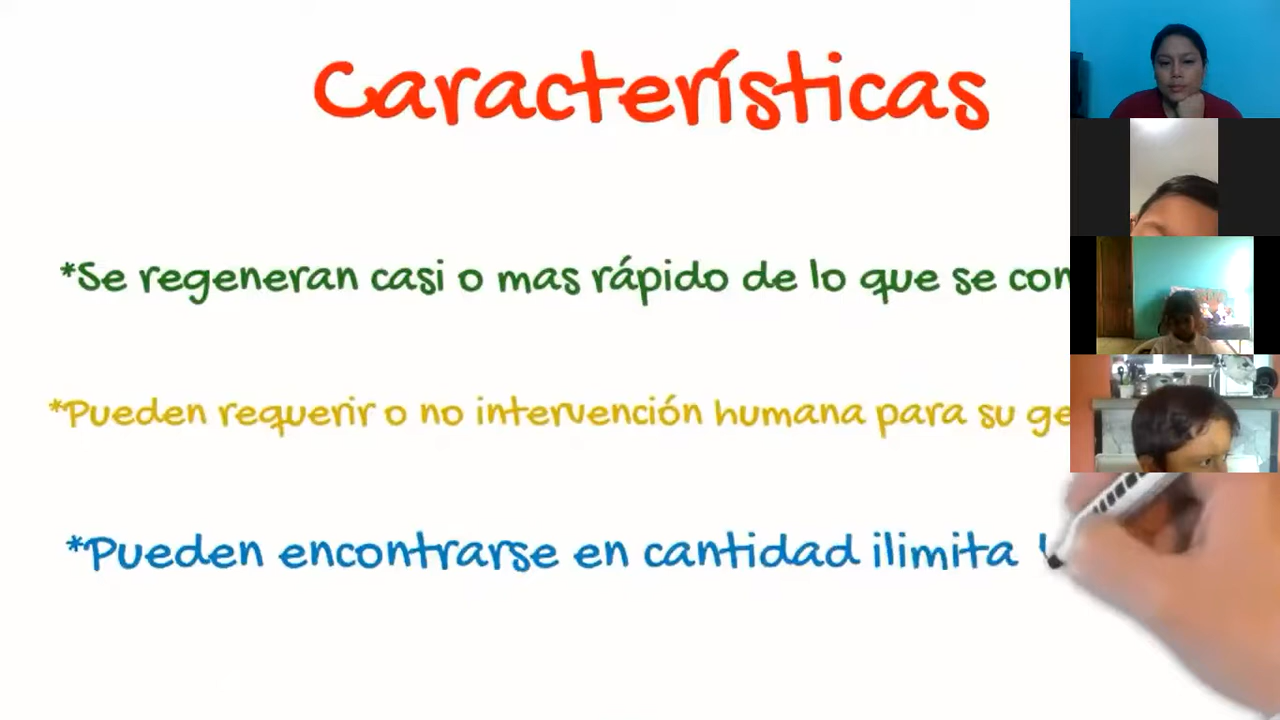 Características
*Se regeneran casi o mas rápido de lo que se con
*Pueden requerir o no intervención humana para su ge
*Pueden encontrarse en cantidad ilimita